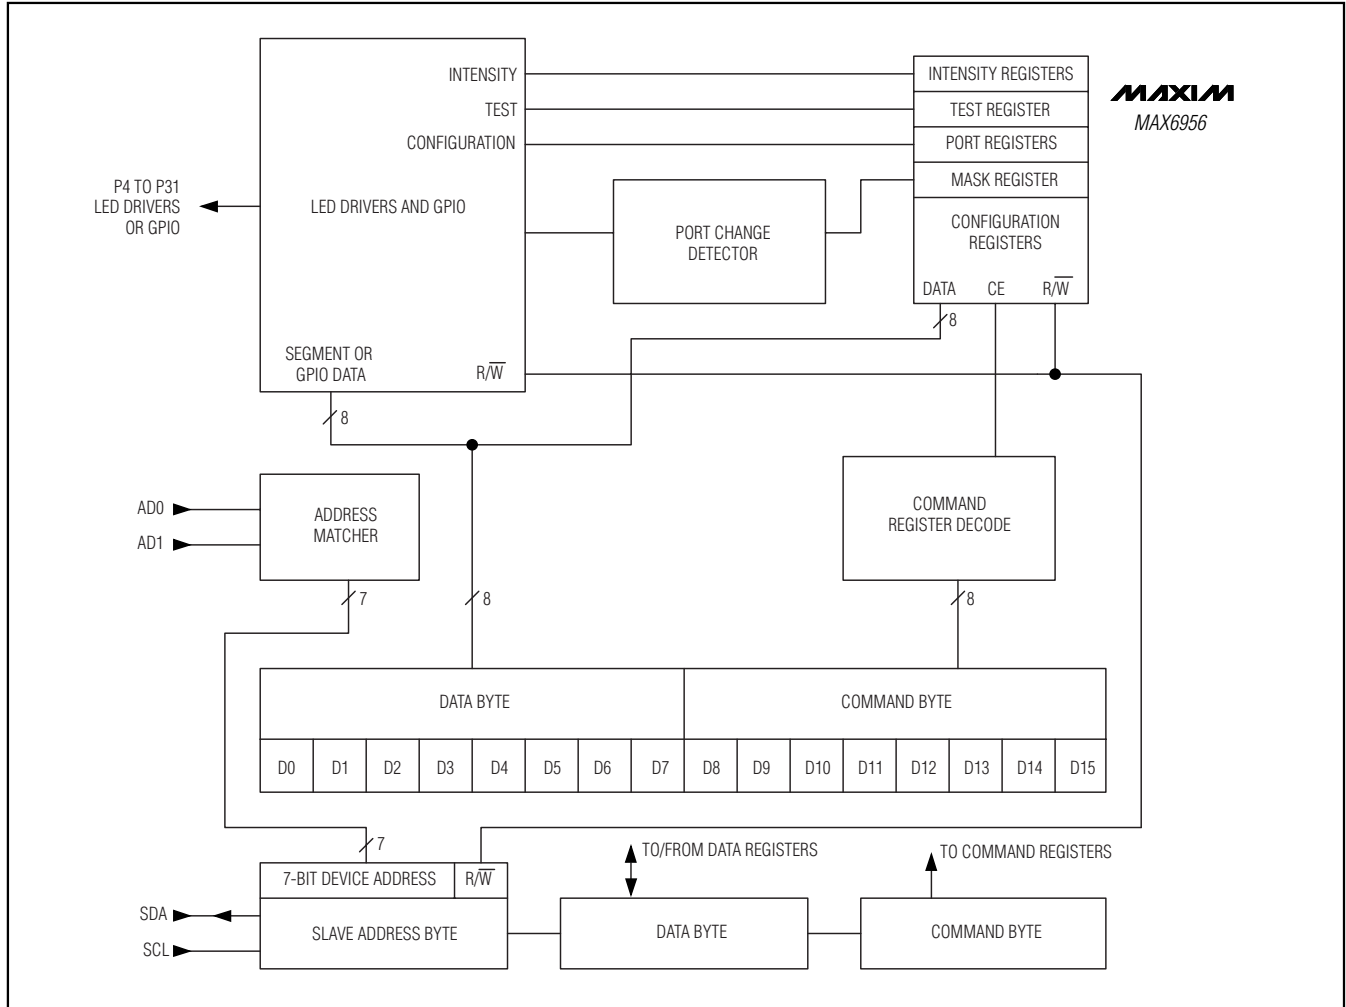 INTENSITY
TEST
CONFIGURATION
LED DRIVERS AND GPIO
P4 TO P31
LED DRIVERS
OR GPIO
SEGMENT OR
GPIO DATA
R/W̅
8
PORT CHANGE
DETECTOR
INTENSITY REGISTERS
TEST REGISTER
PORT REGISTERS
MASK REGISTER
CONFIGURATION
REGISTERS
DATA CE R/W̅
8
MAXIM
MAX6956
AD0
AD1
ADDRESS
MATCHER
7
8
COMMAND
REGISTER DECODE
8
DATA BYTE COMMAND BYTE
D0 D1 D2 D3 D4 D5 D6 D7 D8 D9 D10 D11 D12 D13 D14 D15
7
7-BIT DEVICE ADDRESS R/W̅
SDA
SCL
SLAVE ADDRESS BYTE
TO/FROM DATA REGISTERS
DATA BYTE
TO COMMAND REGISTERS
COMMAND BYTE